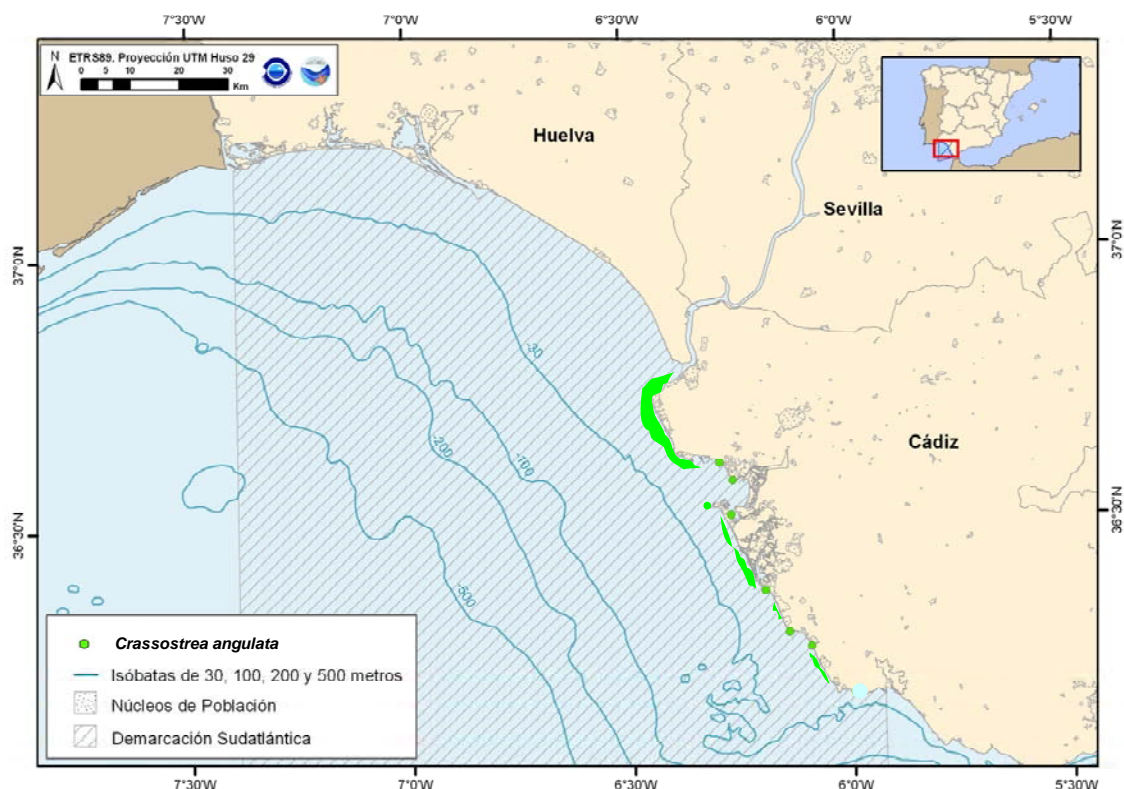 7°30'W 7°0'W 6°30'W 6°0'W 5°30'W
N ETRS89. Proyección UTM Huso 29
0 5 10 20 30
Km
Huelva
Sevilla
Cádiz
37°0'N
37°0'N
36°30'N
36°30'N
-30
-100
-200
-500
Crassostrea angulata
Isóbatas de 30, 100, 200 y 500 metros
Núcleos de Población
Demarcación Sudatlántica
7°30'W 7°0'W 6°30'W 6°0'W 5°30'W